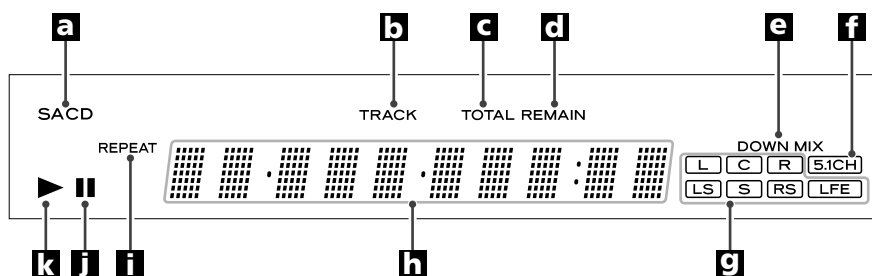 a b c d e f
SACD TRACK TOTAL REMAIN
REPEAT DOWN MIX
L C R 5.1CH
LS S RS LFE
k j i h g